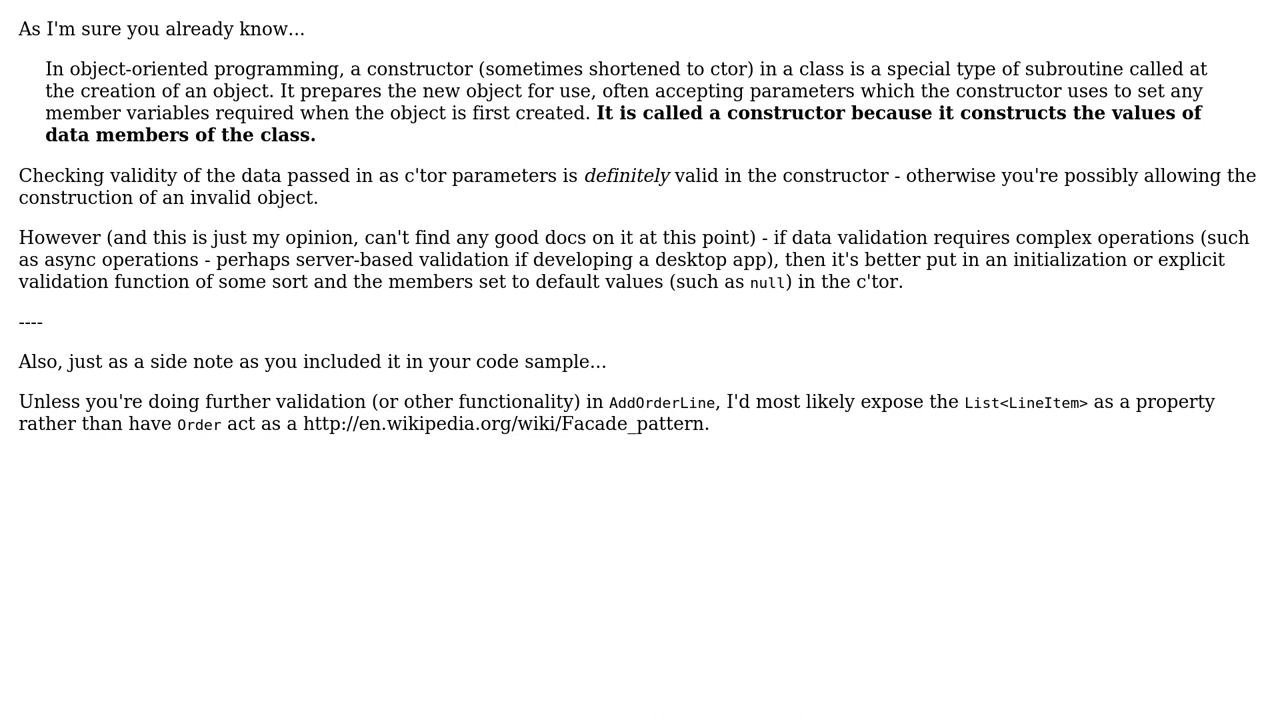 As I'm sure you already know...
In object-oriented programming, a constructor (sometimes shortened to ctor) in a class is a special type of subroutine called at
the creation of an object. It prepares the new object for use, often accepting parameters which the constructor uses to set any
member variables required when the object is first created. It is called a constructor because it constructs the values of
data members of the class.
Checking validity of the data passed in as c'tor parameters is definitely valid in the constructor - otherwise you're possibly allowing the
construction of an invalid object.
However (and this is just my opinion, can't find any good docs on it at this point) - if data validation requires complex operations (such
as async operations - perhaps server-based validation if developing a desktop app), then it's better put in an initialization or explicit
validation function of some sort and the members set to default values (such as null) in the c'tor.
----
Also, just as a side note as you included it in your code sample...
Unless you're doing further validation (or other functionality) in AddOrderLine, I'd most likely expose the List<LineItem> as a property
rather than have Order act as a http://en.wikipedia.org/wiki/Facade_pattern.